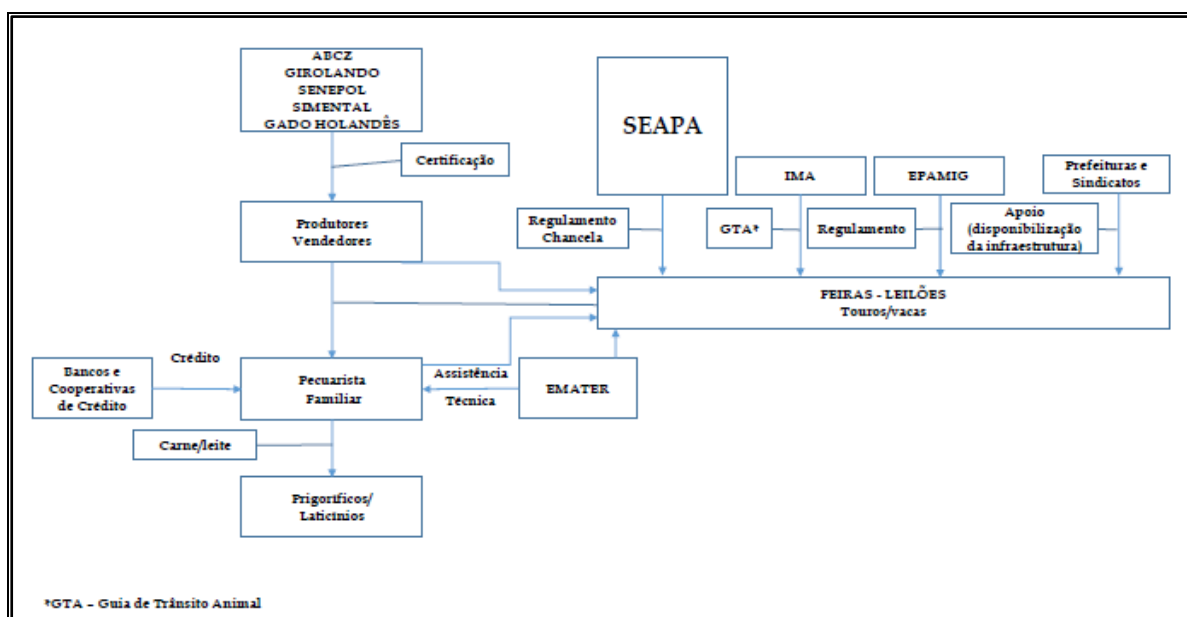 ABCZ
GIROLANDO
SENEPOL
SIMENTAL
GADO HOLANDÊS
Certificação
Produtores
Vendedores
SEAPA
IMA
EPAMIG
Prefeituras e
Sindicatos
Regulamento
Chancela
GTA*
Regulamento
Apoio
(disponibilização
da infraestrutura)
FEIRAS - LEILÕES
Touros/vacas
Bancos e
Cooperativas
de Crédito
Crédito
Pecuarista
Familiar
Assistência
Técnica
EMATER
Carne/leite
Prigoríficos/
Laticínios
*GTA – Guia de Trânsito Animal